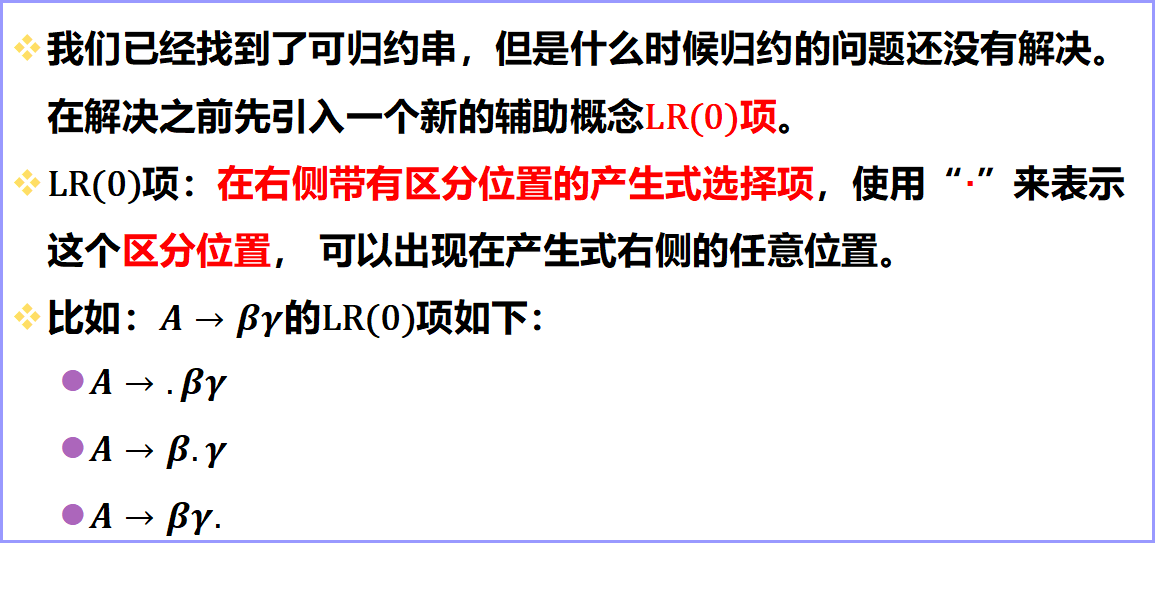 我们已经找到了可归约串，但是什么时候归约的问题还没有解决。
在解决之前先引入一个新的辅助概念LR(0)项。
LR(0)项：在右侧带有区分位置的产生式选择项，使用“·”来表示
这个区分位置， 可以出现在产生式右侧的任意位置。
比如：A → βγ的LR(0)项如下：
A → .βγ
A → β.γ
A → βγ.